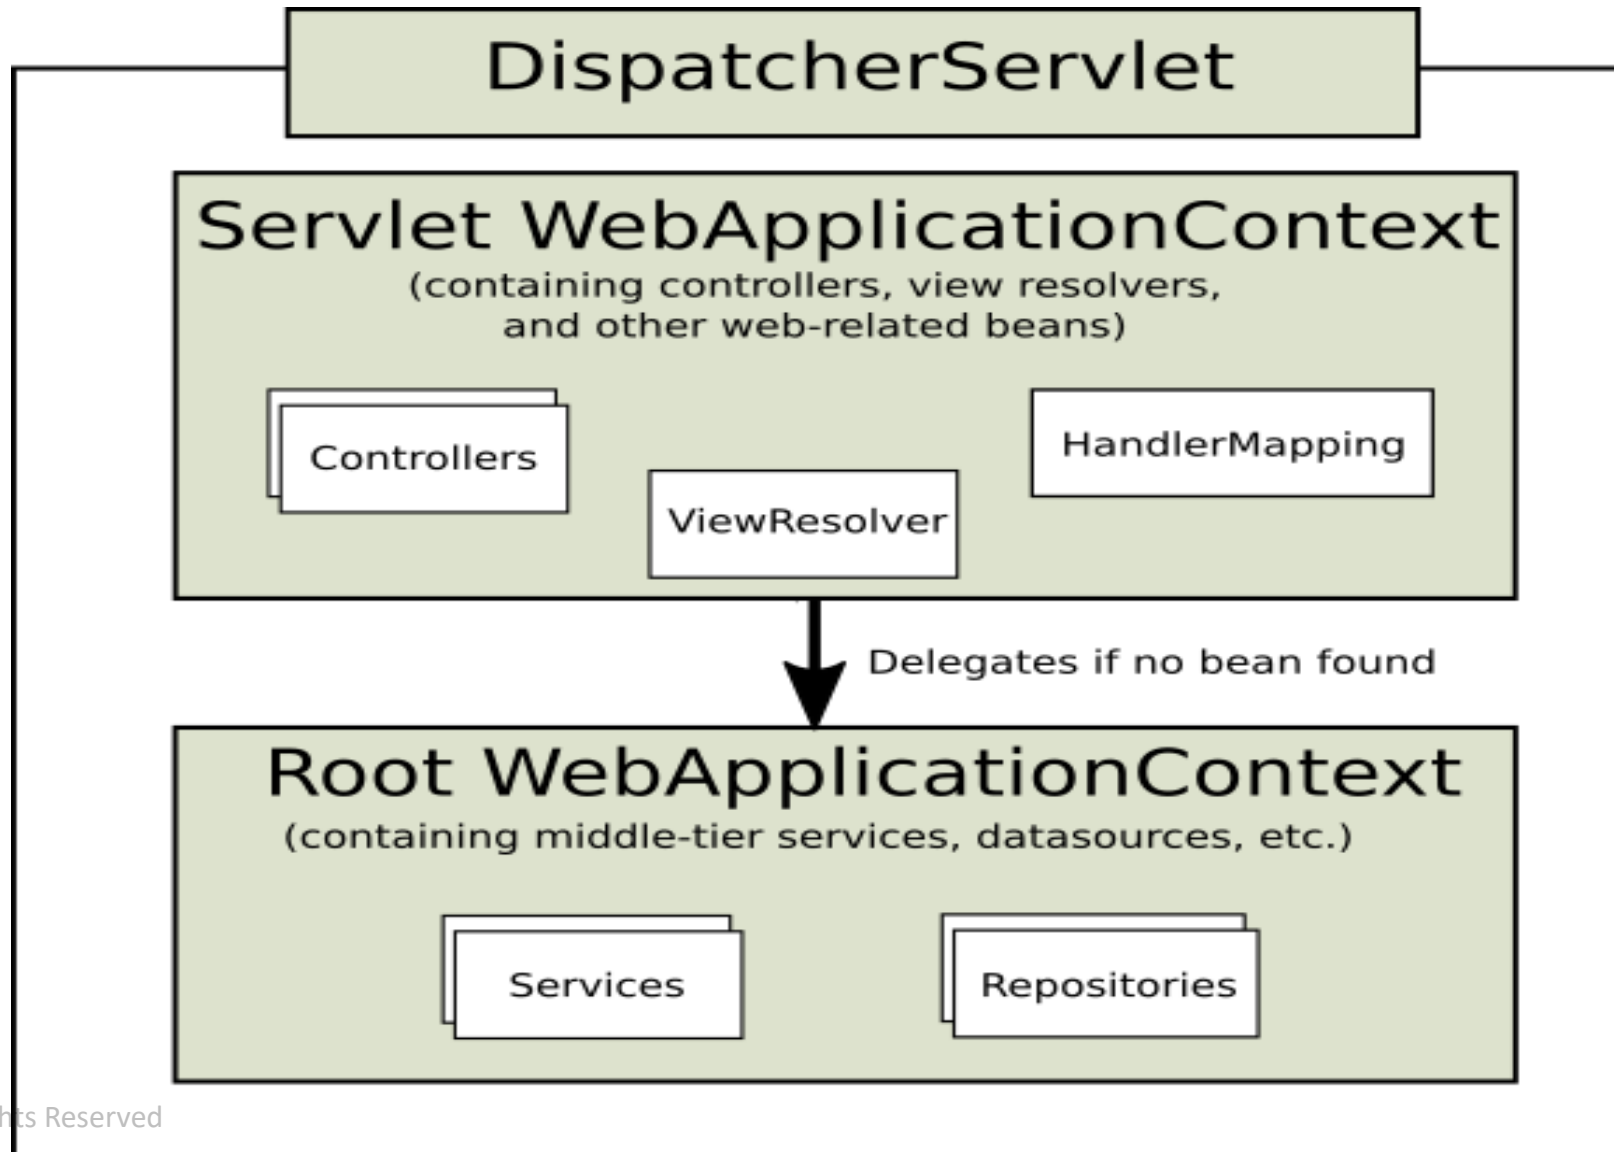 DispatcherServlet
Servlet WebApplicationContext
(containing controllers, view resolvers,
and other web-related beans)
Controllers
HandlerMapping
ViewResolver
Delegates if no bean found
Root WebApplicationContext
(containing middle-tier services, datasources, etc.)
Services
Repositories
Reserved